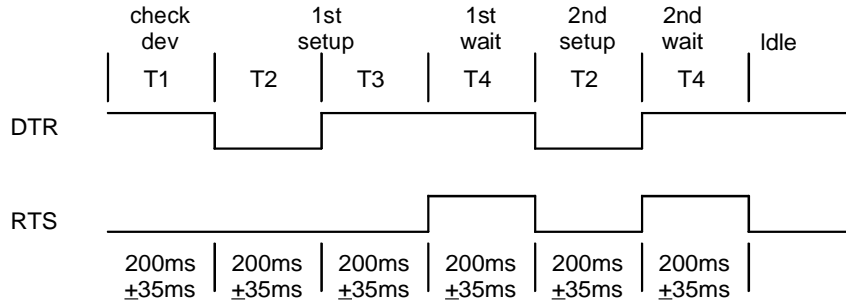 check 1st 1st 2nd 2nd
dev setup wait setup wait Idle
T1 T2 T3 T4 T2 T4
DTR
RTS
200ms 200ms 200ms 200ms 200ms 200ms
±35ms ±35ms ±35ms ±35ms ±35ms ±35ms